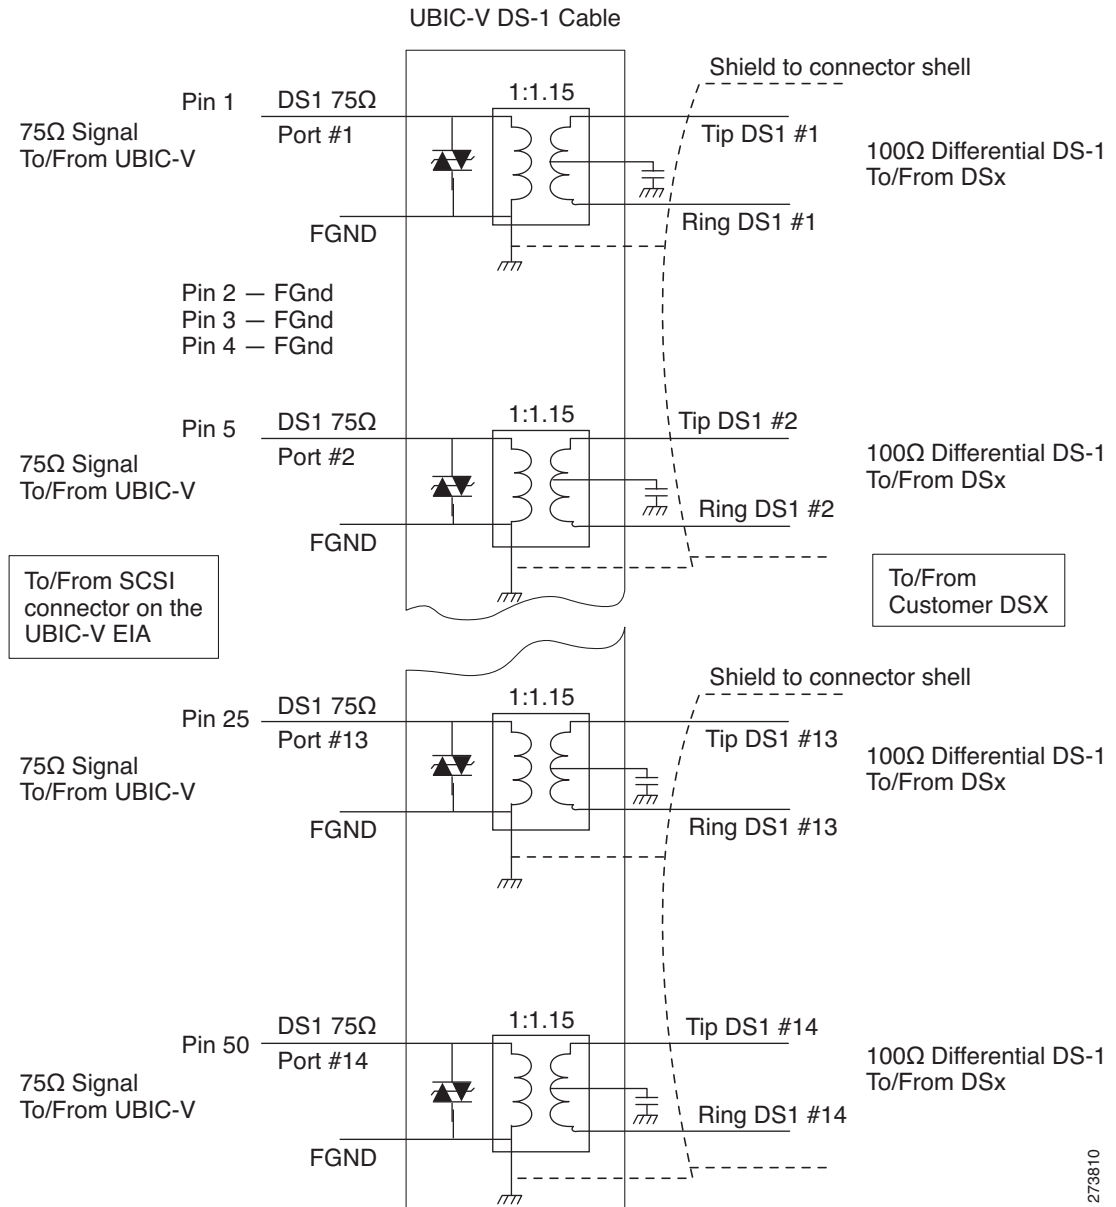 UBIC-V DS-1 Cable
Shield to connector shell
Pin 1
DS1 75Ω
1:1.15
Port #1
Tip DS1 #1
75Ω Signal
To/From UBIC-V
100Ω Differential DS-1
To/From DSx
FGND
Ring DS1 #1
Pin 2 — FGnd
Pin 3 — FGnd
Pin 4 — FGnd
Pin 5
DS1 75Ω
1:1.15
Tip DS1 #2
Port #2
75Ω Signal
To/From UBIC-V
100Ω Differential DS-1
To/From DSx
FGND
Ring DS1 #2
To/From SCSI
connector on the
UBIC-V EIA
To/From
Customer DSX
Shield to connector shell
Pin 25
DS1 75Ω
1:1.15
Port #13
Tip DS1 #13
75Ω Signal
To/From UBIC-V
100Ω Differential DS-1
To/From DSx
FGND
Ring DS1 #13
Pin 50
DS1 75Ω
1:1.15
Tip DS1 #14
Port #14
75Ω Signal
To/From UBIC-V
100Ω Differential DS-1
To/From DSx
FGND
Ring DS1 #14
273810